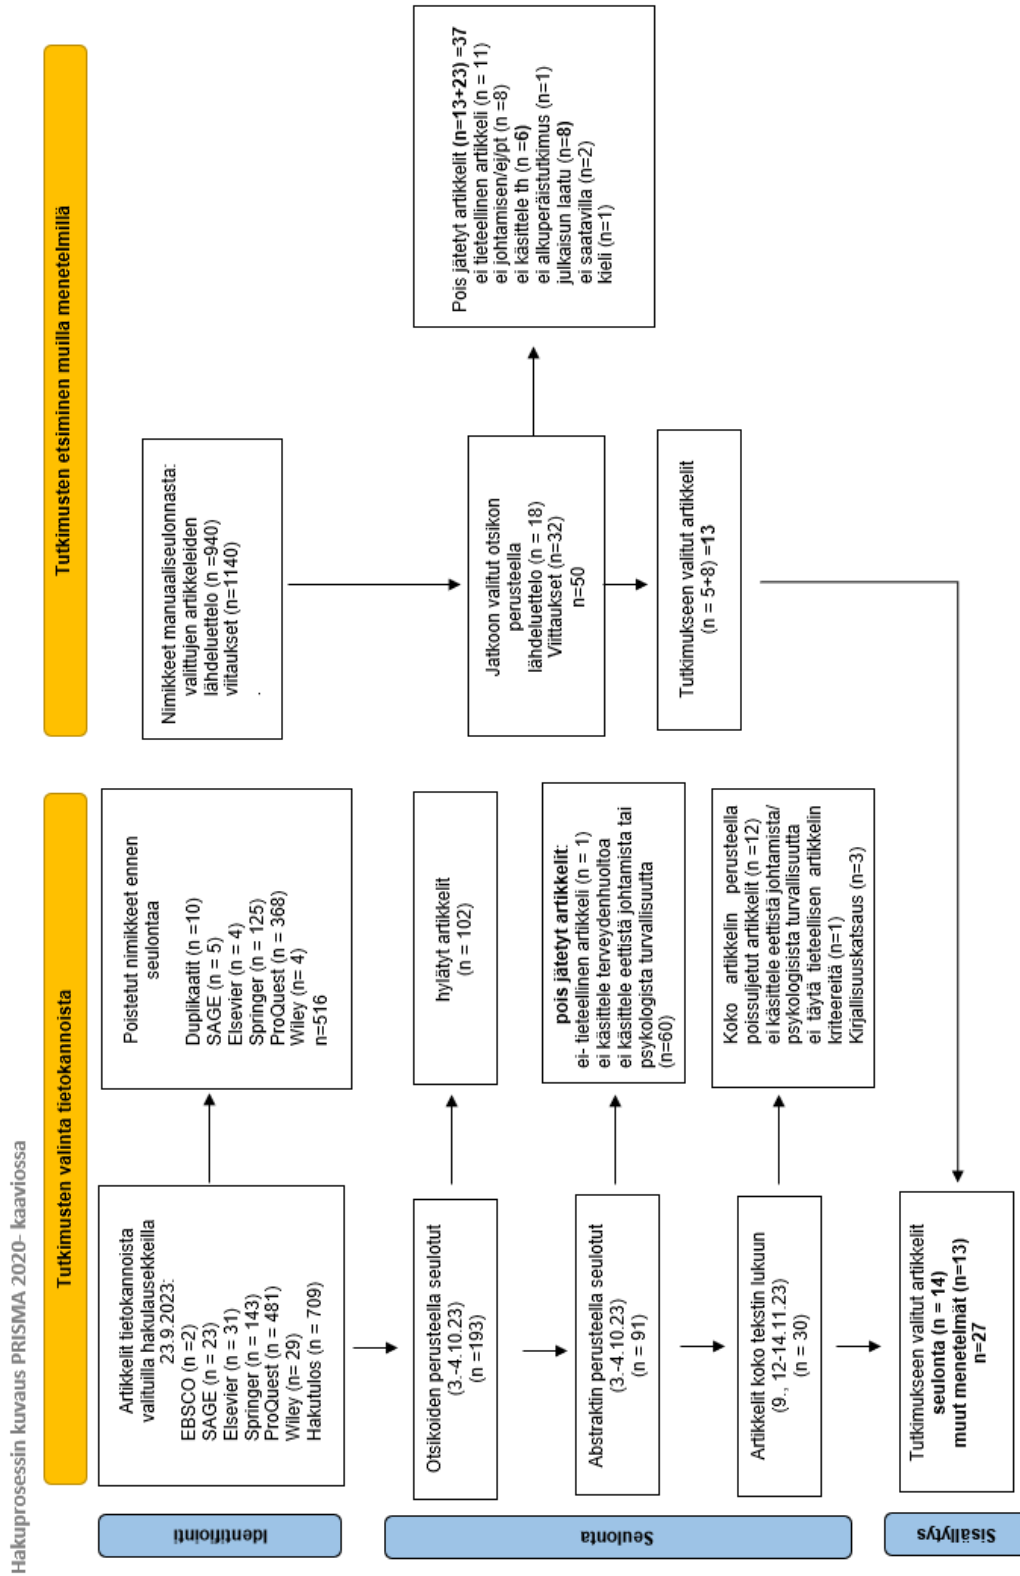 Hakuprosessin kuvaus PRISMA 2020- kaaviossa
Tutkimusten valinta tietokannoista
Tutkimusten etsiminen muilla menetelmillä
Identifiointi
Artikkelit tietokannoista
valituilla hakulausekkeilla
23.9.2023:
EBSCO (n =2)
SAGE (n = 23)
Elsevier (n = 31)
Springer (n = 143)
ProQuest (n = 481)
Wiley (n= 29)
Hakutulos (n = 709)
Poistetut nimikkeet ennen
seulontaa
Duplikaatit (n =10)
SAGE (n = 5)
Elsevier (n = 4)
Springer (n = 125)
ProQuest (n = 368)
Wiley (n= 4)
n=516
Nimikkeet manuaaliseulonnasta:
valittujen artikkeleiden
lähdeluettelo (n =940)
viitaukset (n=1140)
.
Seulonta
Otsikoiden perusteella seulotut
(3.-4.10.23)
(n =193)
hylätyt artikkelit
(n = 102)
Jatkoon valitut otsikon
perusteella
lähdeluettelo (n = 18)
Viittaukset (n=32)
n=50
Pois jätetyt artikkelit (n=13+23) =37
ei tieteellinen artikkeli (n = 11)
ei johtamisen/ej/pt (n =8)
ei käsittele th (n =6)
ei alkuperäistutkimus (n=1)
julkaisun laatu (n=8)
ei saatavilla (n=2)
kieli (n=1)
Abstraktin perusteella seulotut
(3.-4.10.23)
(n = 91)
pois jätetyt artikkelit:
ei- tieteellinen artikkeli (n = 1)
ei käsittele terveydenhuoltoa
ei käsittele eettistä johtamista tai
psykologista turvallisuutta
(n=60)
Tutkimukseen valitut artikkelit
(n = 5+8) =13
Artikkelit koko tekstin lukuun
(9., 12-14.11.23)
(n = 30)
Koko artikkelin perusteella
poissuljetut artikkelit (n =12)
ei käsittele eettistä johtamista/
psykologisista turvallisuutta
ei täytä tieteellisen artikkelin
kriteereitä (n=1)
Kirjallisuuskatsaus (n=3)
Sisällytys
Tutkimukseen valitut artikkelit
seulonta (n = 14)
muut menetelmät (n=13)
n=27